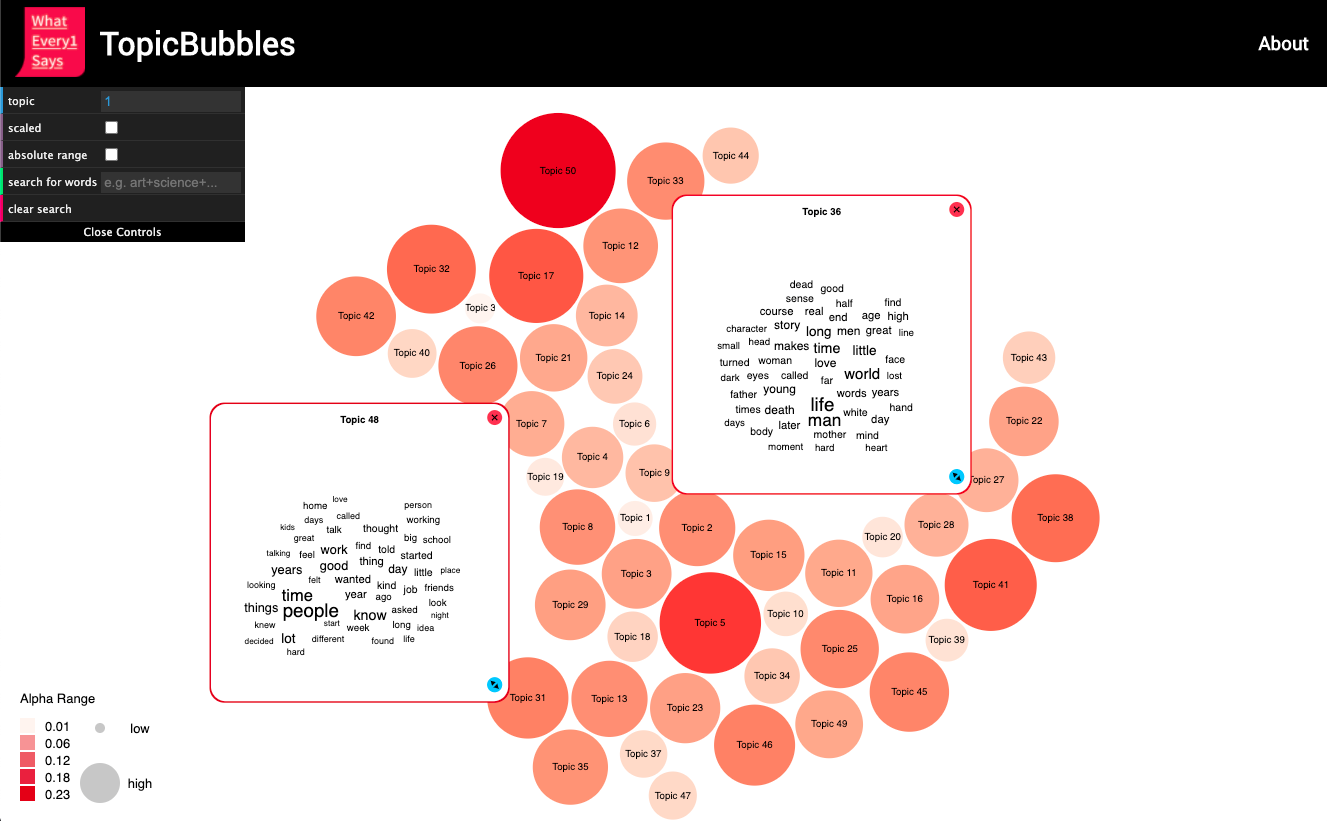 What
Every1
Says
TopicBubbles
About
topic 1
scaled
absolute range
search for words e.g. art+science+...
clear search
Close Controls
Topic 44
Topic 50
Topic 33
Topic 12
Topic 32
Topic 17
Topic 3
Topic 42
Topic 14
Topic 40
Topic 21
Topic 26
Topic 24
Topic 7
Topic 6
Topic 4
Topic 9
Topic 19
Topic 36
dead good
sense half find
course real end age high
character story long men great line
small head makes time little
turned woman love face
dark eyes called far world lost
father young words years
times death life white hand
days man day
body later mother mind
moment hard heart
Topic 43
Topic 22
Topic 27
Topic 38
Topic 48
home love person
days called working
kids talk thought
great big school
talking feel work find told started
years good thing day little place
looking felt wanted kind job friends
time year ago
things people know asked look
knew start week long idea night
decided lot different found life
hard
Topic 8
Topic 1
Topic 2
Topic 28
Topic 20
Topic 15
Topic 3
Topic 11
Topic 41
Topic 29
Topic 16
Topic 10
Topic 5
Topic 18
Topic 39
Topic 25
Topic 34
Topic 45
Topic 31
Topic 13
Topic 23
Topic 49
Topic 46
Topic 37
Topic 35
Topic 47
Alpha Range
0.01 low
0.06
0.12
0.18 high
0.23